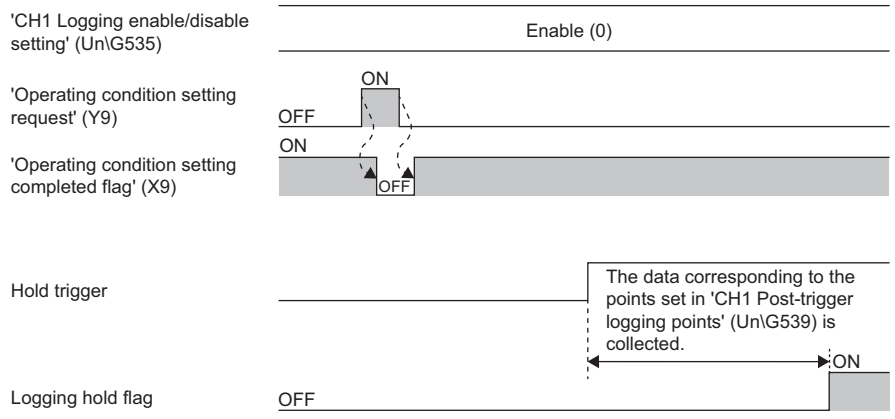 'CH1 Logging enable/disable
setting' (Un\G535)
Enable (0)
'Operating condition setting
request' (Y9)
ON
OFF
'Operating condition setting
completed flag' (X9)
ON
OFF
Hold trigger
The data corresponding to the
points set in 'CH1 Post-trigger
logging points' (Un\G539) is
collected.
Logging hold flag
OFF
ON